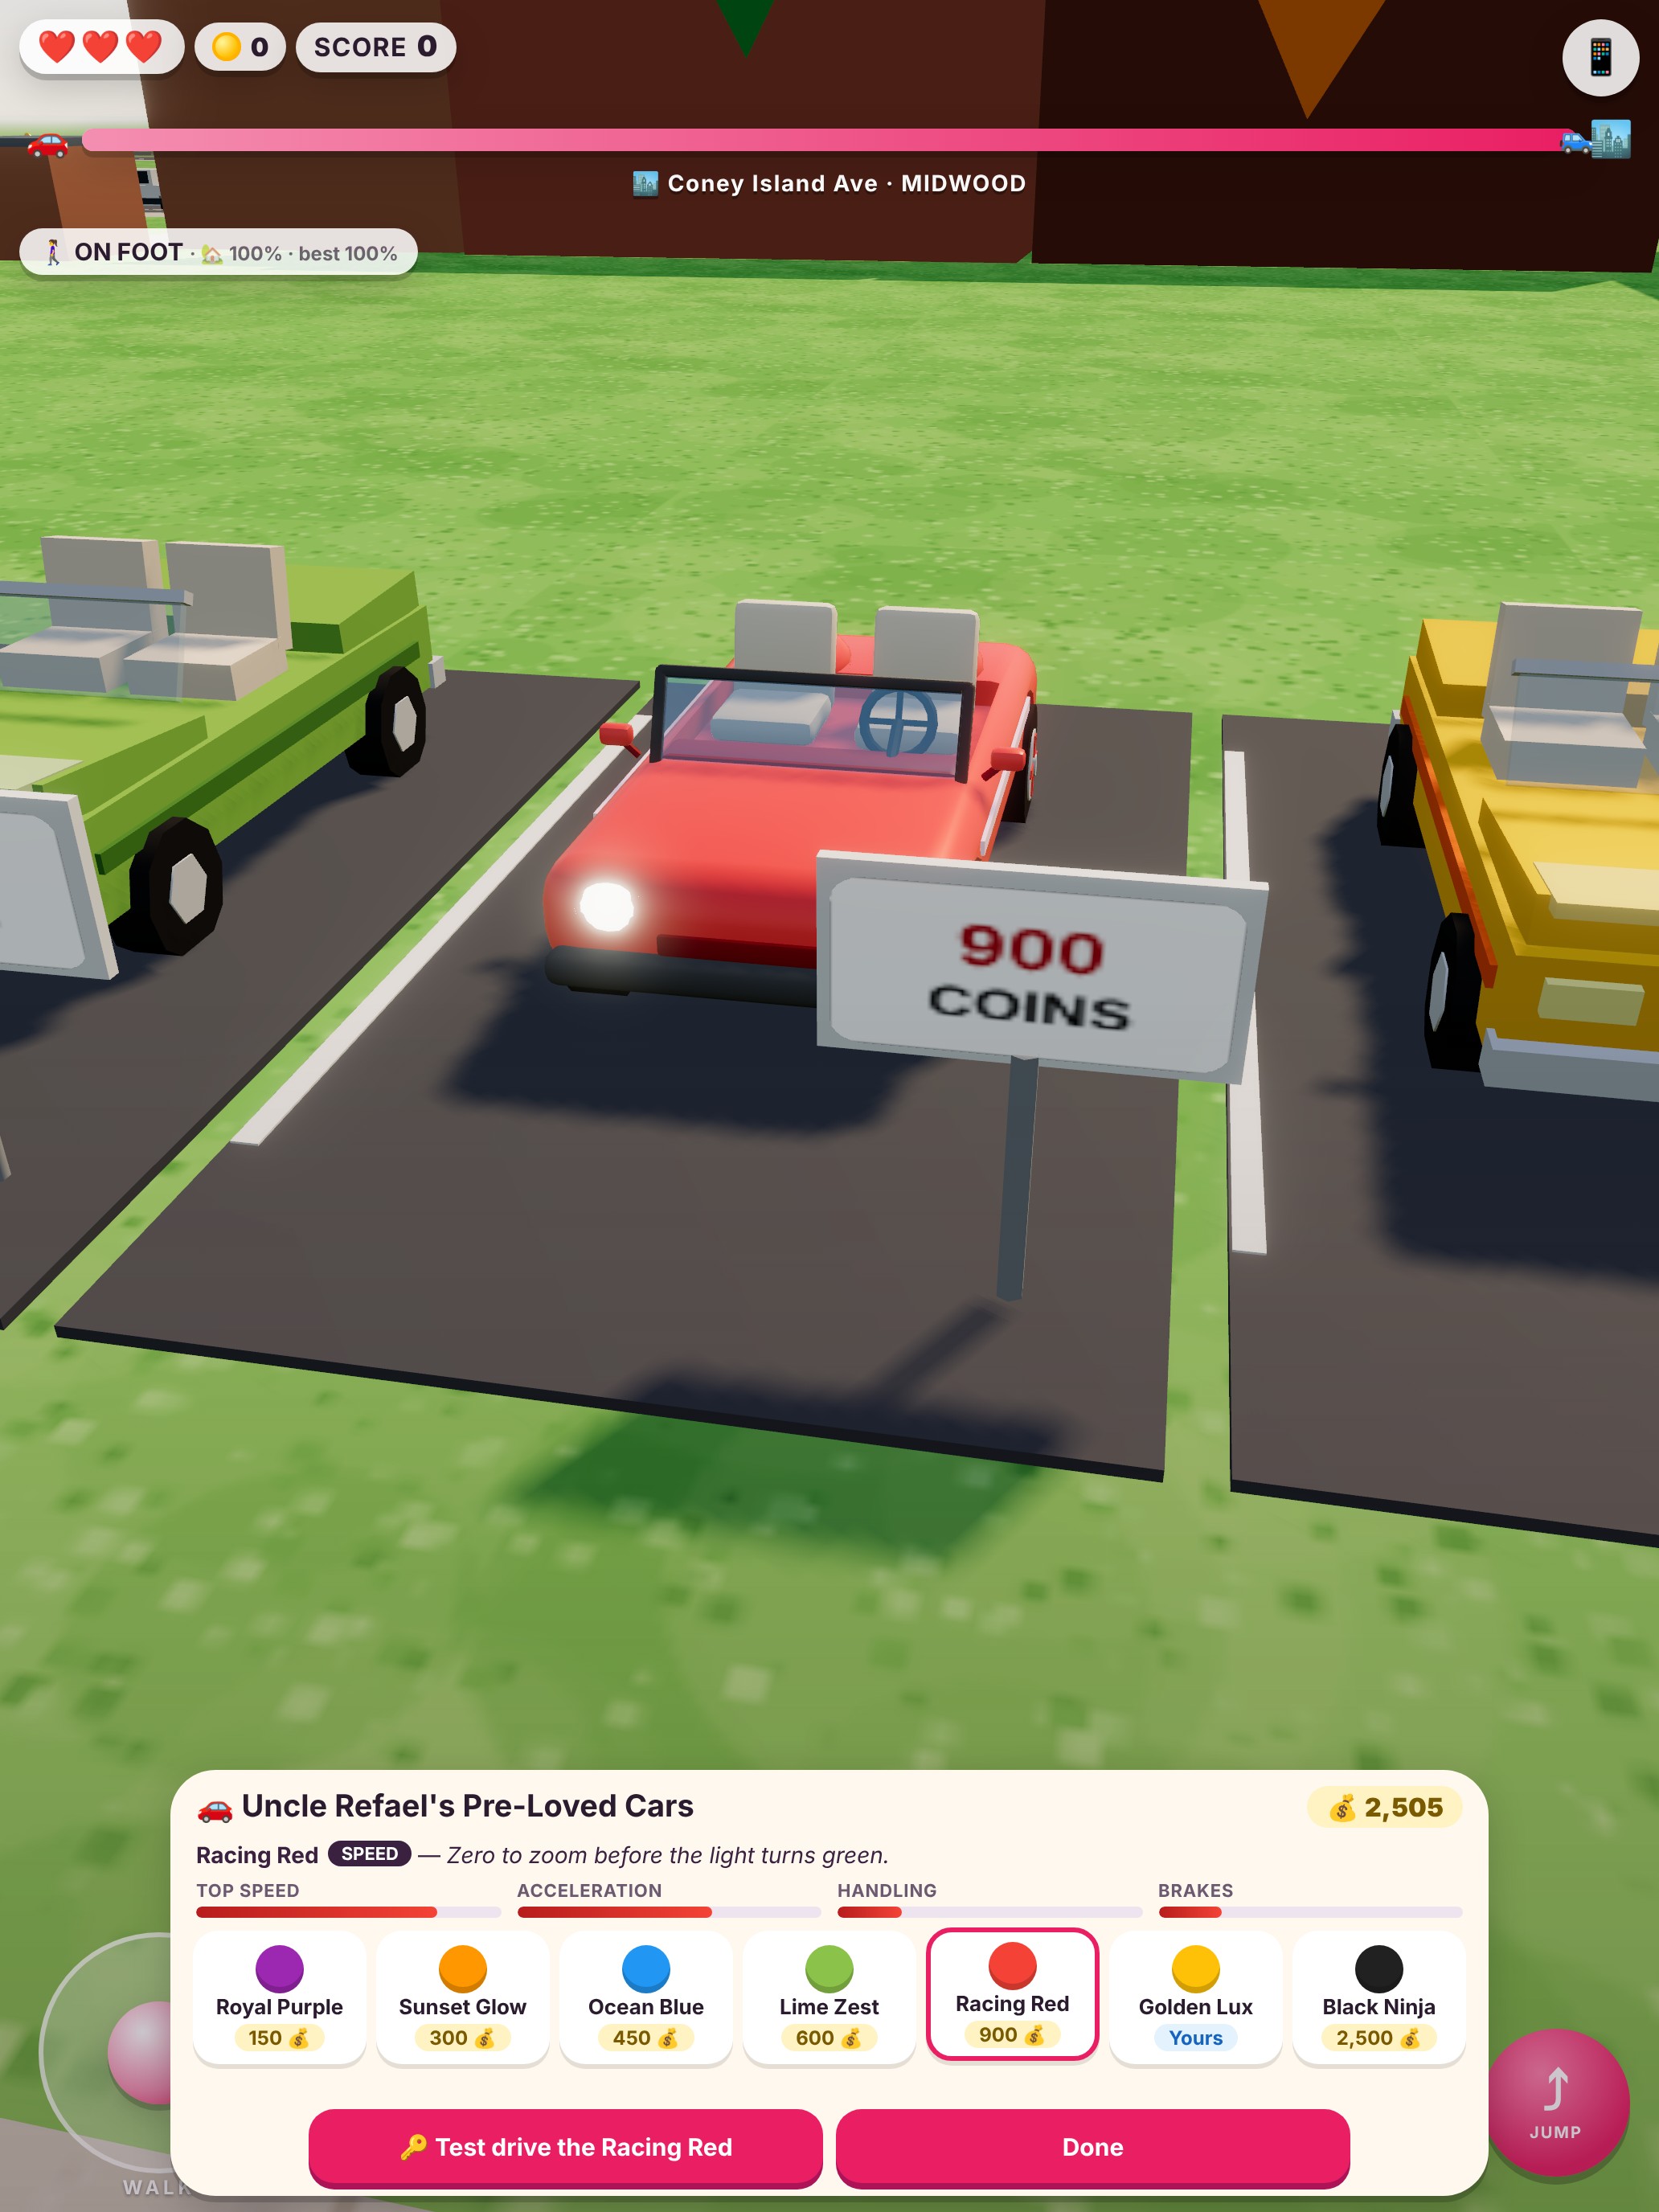 0
SCORE 0
Coney Island Ave · MIDWOOD
ON FOOT · 100% · best 100%
900
COINS
Uncle Refael's Pre-Loved Cars
2,505
Racing Red SPEED — Zero to zoom before the light turns green.
TOP SPEED
ACCELERATION
HANDLING
BRAKES
Royal Purple
150
Sunset Glow
300
Ocean Blue
450
Lime Zest
600
Racing Red
900
Golden Lux
Yours
Black Ninja
2,500
Test drive the Racing Red
Done
JUMP
WALK